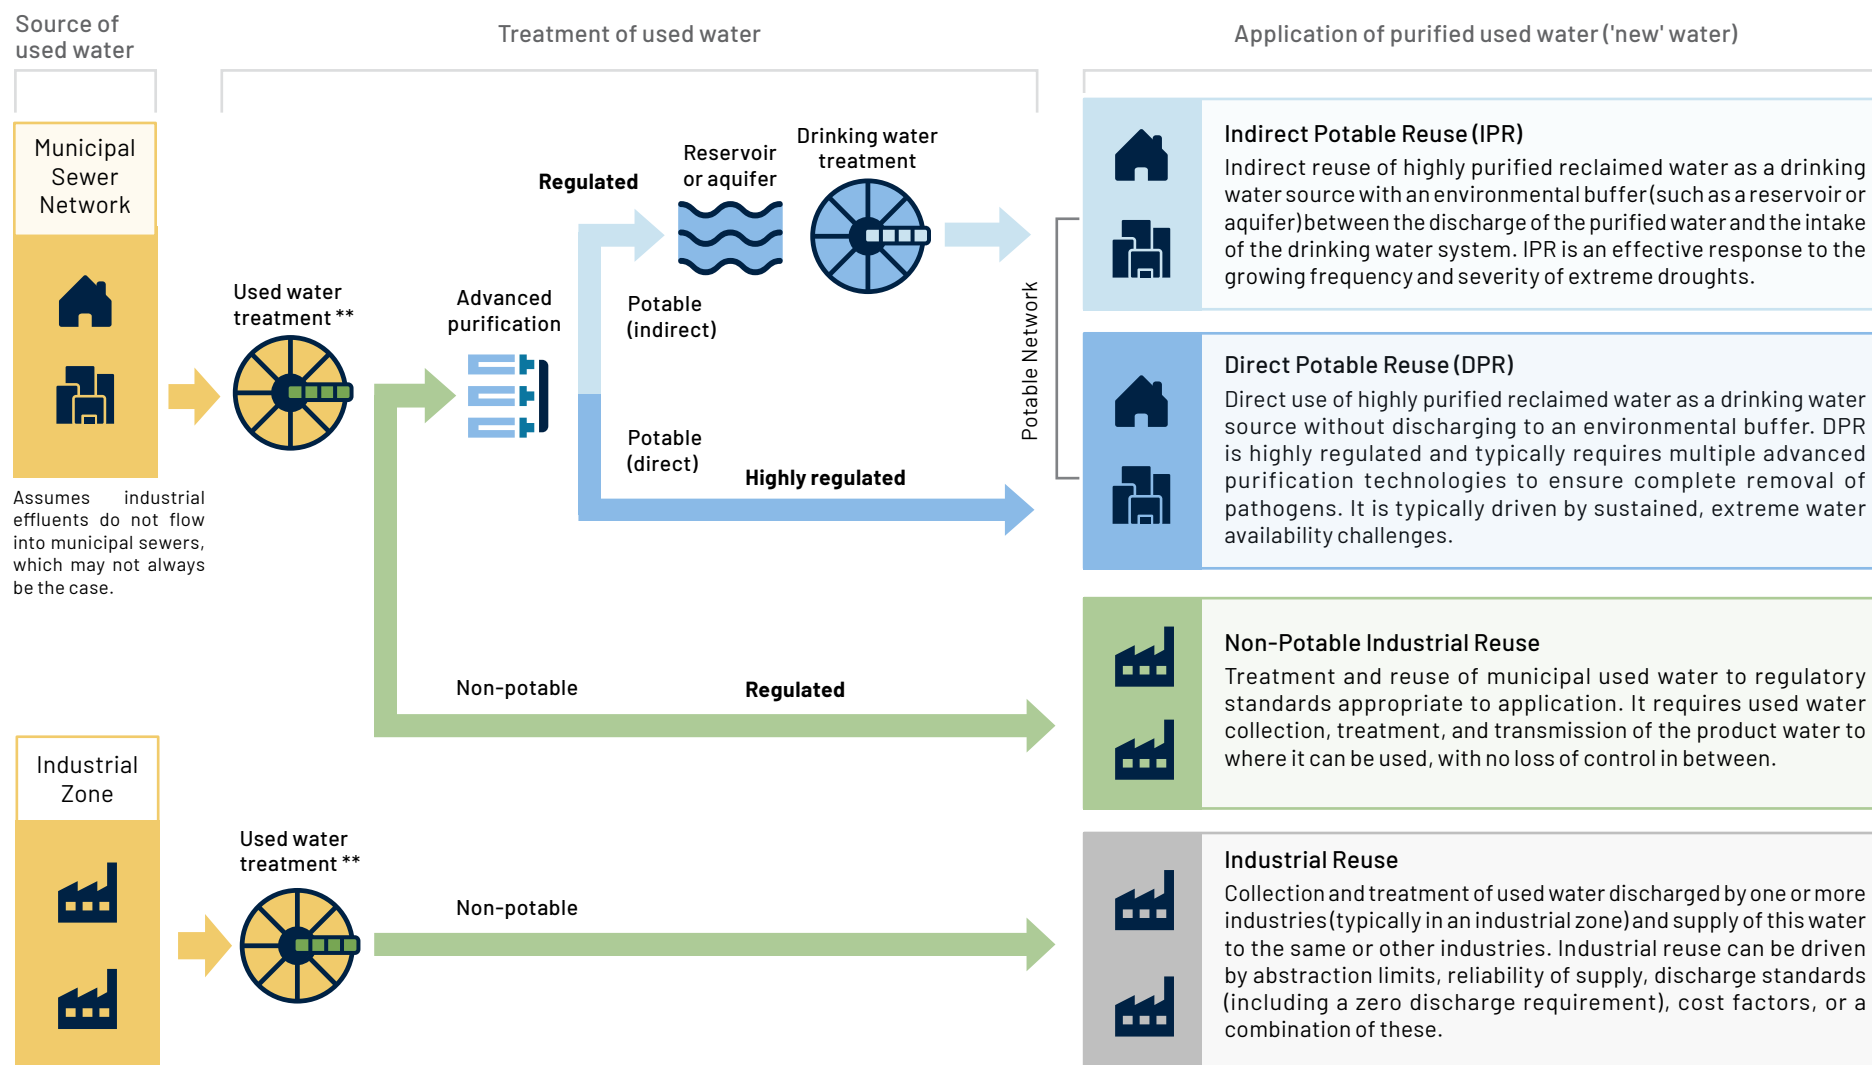 Source of
used water
Treatment of used water
Application of purified used water ('new' water)
Municipal
Sewer
Network
Assumes industrial
effluents do not flow
into municipal sewers,
which may not always
be the case.
Used water
treatment **
Advanced
purification
Regulated
Reservoir
or aquifer
Drinking water
treatment
Potable
(indirect)
Potable
(direct)
Highly regulated
Potable Network
Non-potable
Regulated
Indirect Potable Reuse (IPR)
Indirect reuse of highly purified reclaimed water as a drinking
water source with an environmental buffer (such as a reservoir or
aquifer) between the discharge of the purified water and the intake
of the drinking water system. IPR is an effective response to the
growing frequency and severity of extreme droughts.
Direct Potable Reuse (DPR)
Direct use of highly purified reclaimed water as a drinking water
source without discharging to an environmental buffer. DPR
is highly regulated and typically requires multiple advanced
purification technologies to ensure complete removal of
pathogens. It is typically driven by sustained, extreme water
availability challenges.
Non-Potable Industrial Reuse
Treatment and reuse of municipal used water to regulatory
standards appropriate to application. It requires used water
collection, treatment, and transmission of the product water to
where it can be used, with no loss of control in between.
Industrial
Zone
Used water
treatment **
Non-potable
Industrial Reuse
Collection and treatment of used water discharged by one or more
industries (typically in an industrial zone) and supply of this water
to the same or other industries. Industrial reuse can be driven
by abstraction limits, reliability of supply, discharge standards
(including a zero discharge requirement), cost factors, or a
combination of these.